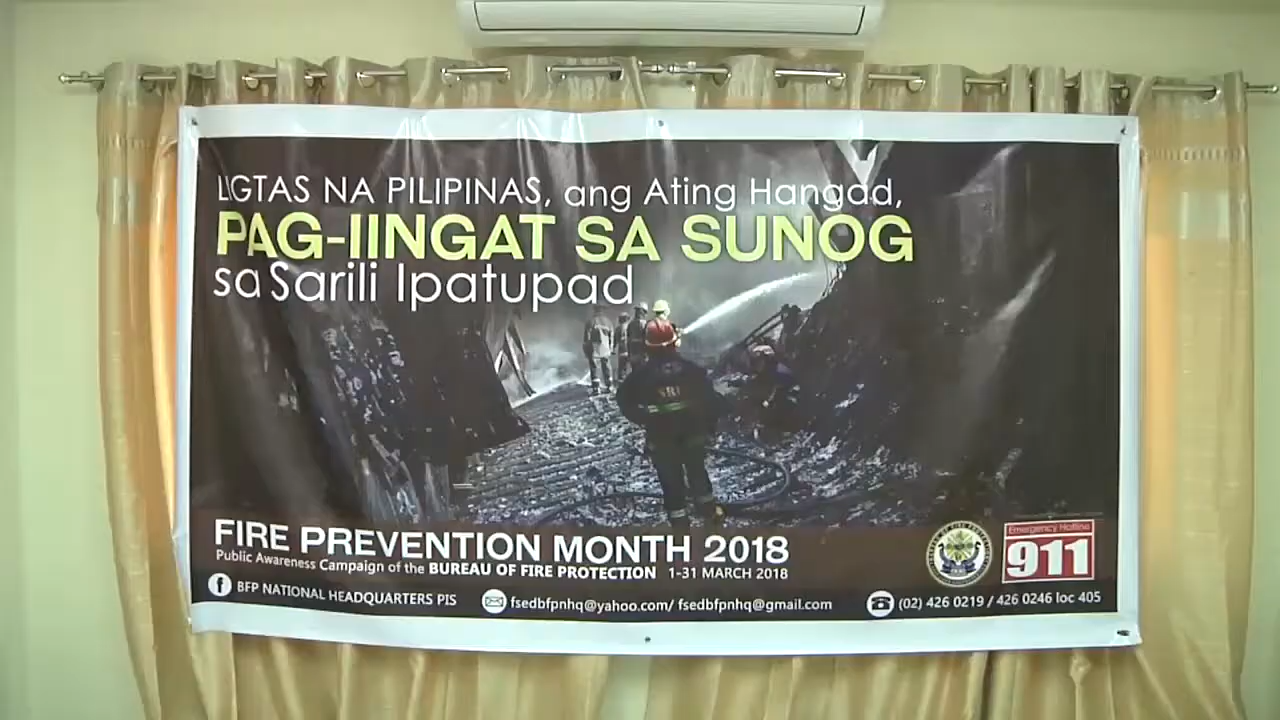 LIGTAS NA PILIPINAS, ang Ating Hangad,
PAG-IINGAT SA SUNOG
sa Sarili Ipatupad
SRU
FIRE PREVENTION MONTH 2018
Public Awareness Campaign of the BUREAU OF FIRE PROTECTION 1-31 MARCH 2018
Emergency Hotline
911
BFP NATIONAL HEADQUARTERS PIS
fsedbfpnhq@yahoo.com/ fsedbfpnhq@gmail.com
(02) 426 0219 / 426 0246 loc 405